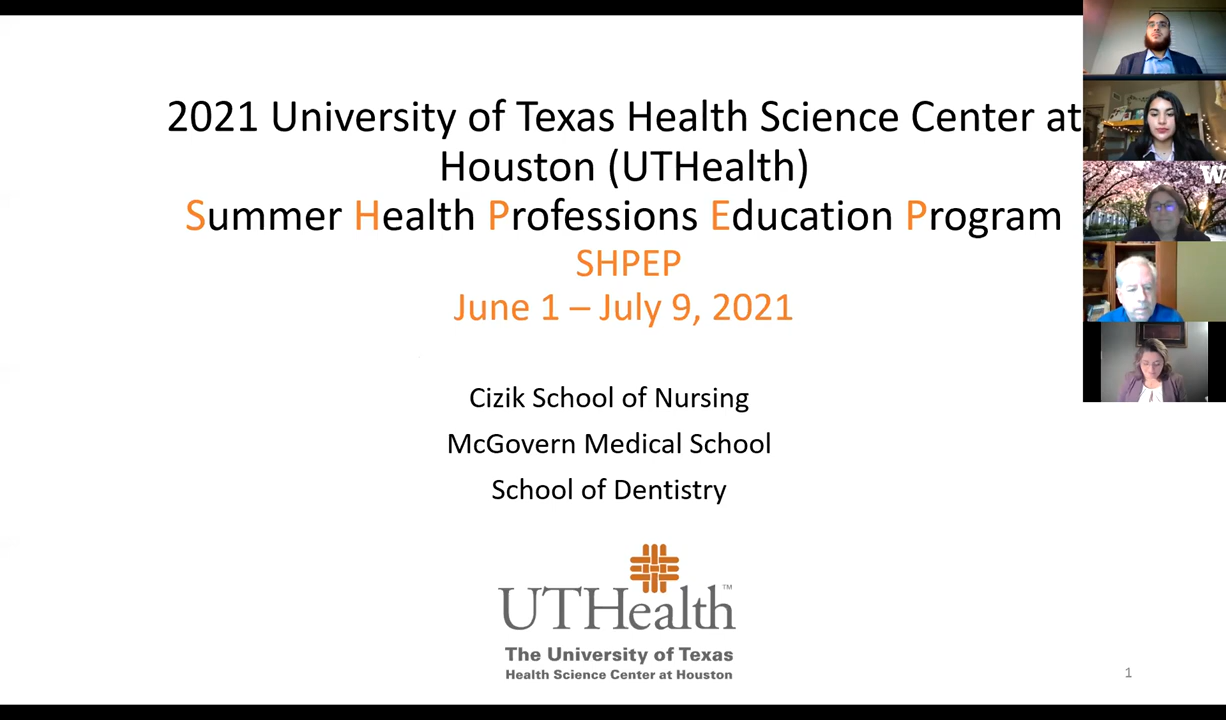 2021 University of Texas Health Science Center at
Houston (UTHealth)
Summer Health Professions Education Program
SHPEP
June 1 – July 9, 2021
Cizik School of Nursing
McGovern Medical School
School of Dentistry
UTHealth™
The University of Texas
Health Science Center at Houston
1